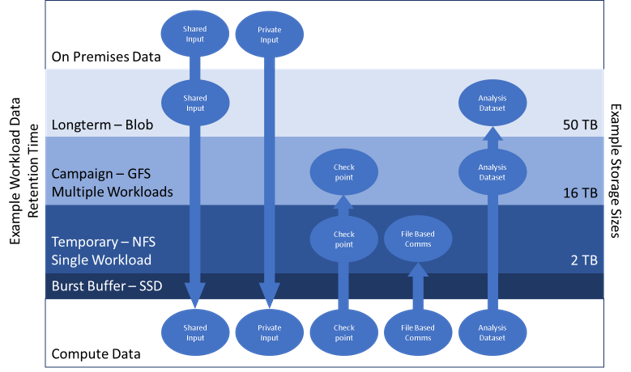 Example Workload Data
Retention Time
Shared
Input
Private
Input
On Premises Data
Shared
Input
Analysis
Dataset
Longterm – Blob
50 TB
Campaign – GFS
Multiple Workloads
Check
point
Analysis
Dataset
16 TB
Temporary – NFS
Single Workload
Check
point
File Based
Comms
2 TB
Burst Buffer – SSD
Shared
Input
Private
Input
Check
point
File Based
Comms
Analysis
Dataset
Compute Data
Example Storage Sizes